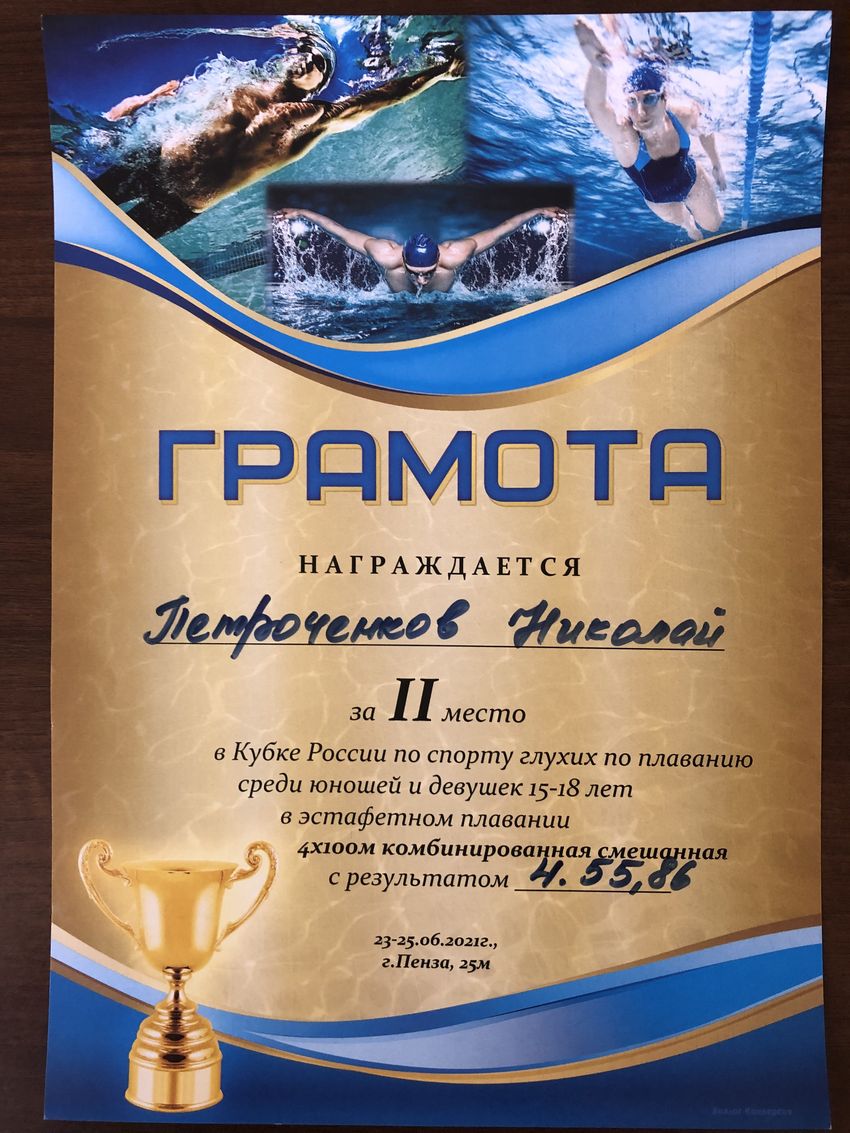 ГРАМОТА
НАГРАЖДАЕТСЯ
Петроченков Николай
за II место
в Кубке России по спорту глухих по плаванию
среди юношей и девушек 15-18 лет
в эстафетном плавании
4х100м комбинированная смешанная
с результатом 4.55,86
23-25.06.2021г.,
г.Пенза, 25м